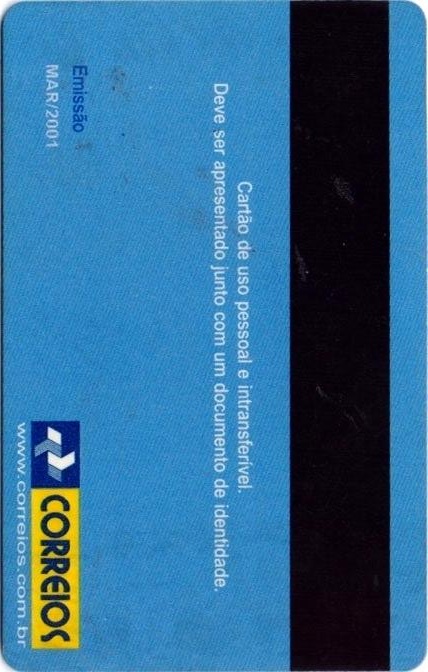 Cartão de uso pessoal e intransferível.
Deve ser apresentado junto com um documento de identidade.
Emissão
MAR/2001
CORREIOS
www.correios.com.br